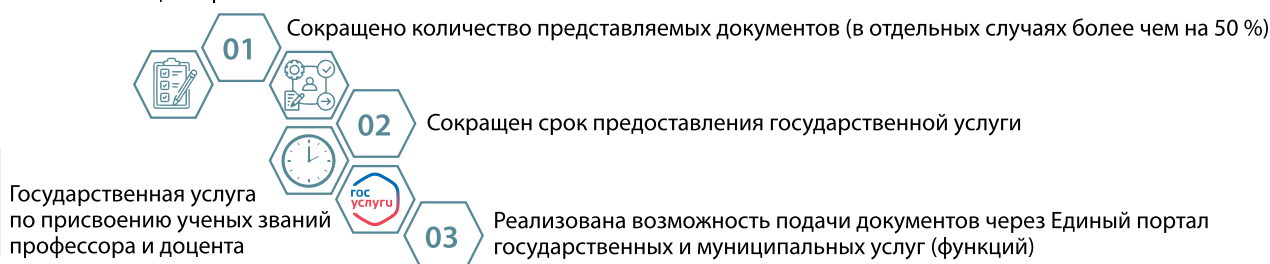 01
Сокращено количество представляемых документов (в отдельных случаях более чем на 50 %)
02
Сокращен срок предоставления государственной услуги
гос
услуги
Государственная услуга
по присвоению ученых званий
профессора и доцента
03
Реализована возможность подачи документов через Единый портал
государственных и муниципальных услуг (функций)